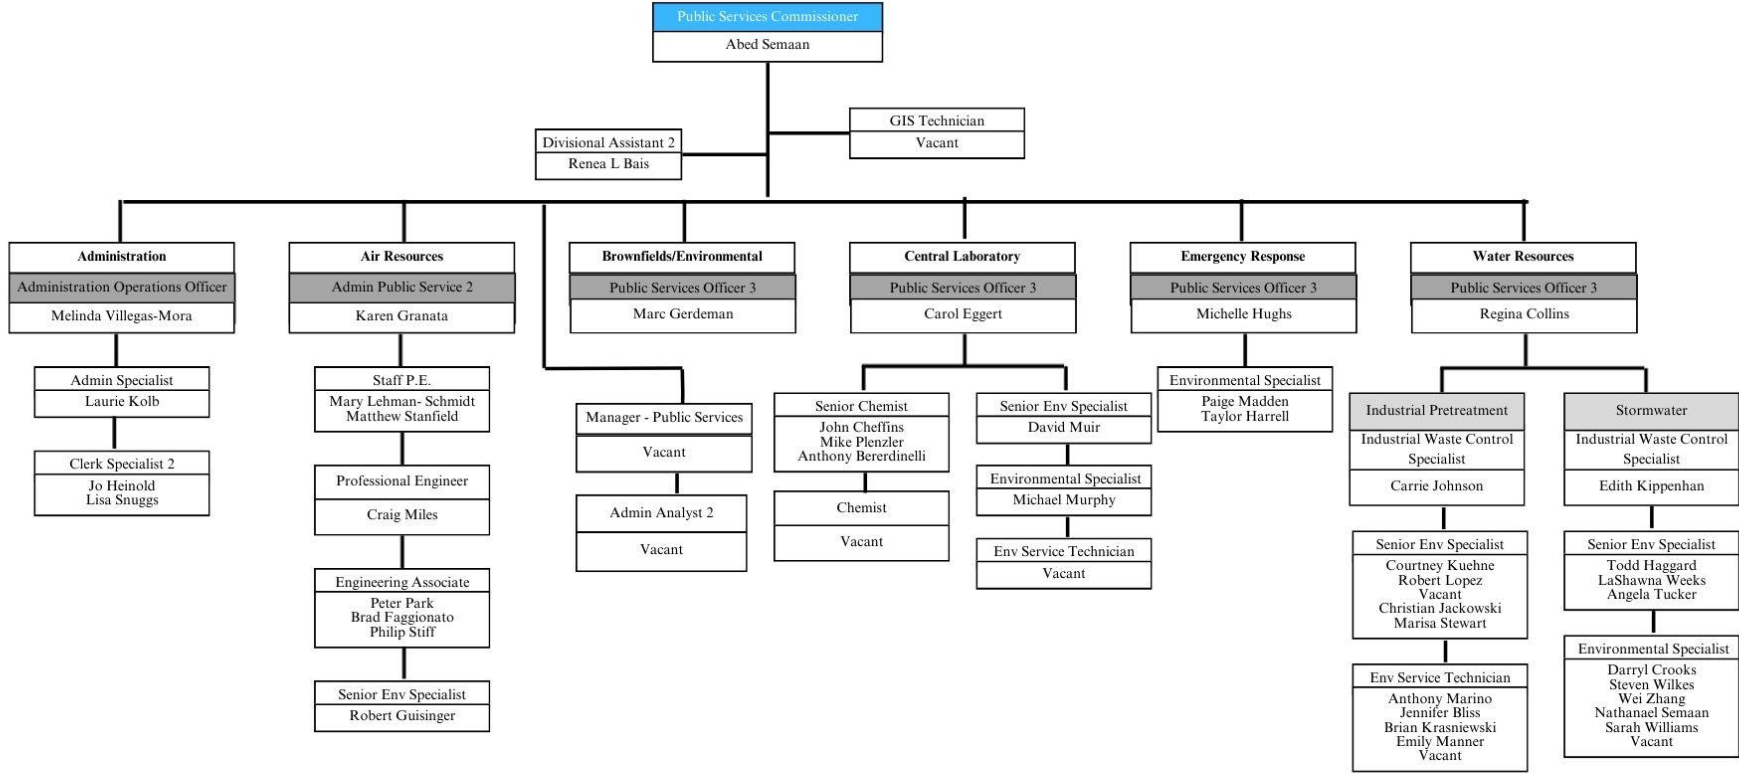 Public Services Commissioner
Abed Semaan
GIS Technician
Vacant
Divisional Assistant 2
Renea L Bais
Administration
Administration Operations Officer
Melinda Villegas-Mora
Admin Specialist
Laurie Kolb
Clerk Specialist 2
Jo Heinold
Lisa Snuggs
Air Resources
Admin Public Service 2
Karen Granata
Staff P.E.
Mary Lehman- Schmidt
Matthew Stanfield
Professional Engineer
Craig Miles
Engineering Associate
Peter Park
Brad Faggionato
Philip Stiff
Senior Env Specialist
Robert Guisinger
Brownfields/Environmental
Public Services Officer 3
Marc Gerdeman
Manager - Public Services
Vacant
Admin Analyst 2
Vacant
Central Laboratory
Public Services Officer 3
Carol Eggert
Senior Chemist
John Cheffins
Mike Plenzler
Anthony Bererdinelli
Chemist
Vacant
Senior Env Specialist
David Muir
Environmental Specialist
Michael Murphy
Env Service Technician
Vacant
Emergency Response
Public Services Officer 3
Michelle Hughs
Environmental Specialist
Paige Madden
Taylor Harrell
Water Resources
Public Services Officer 3
Regina Collins
Industrial Pretreatment
Industrial Waste Control
Specialist
Carrie Johnson
Senior Env Specialist
Courtney Kuehne
Robert Lopez
Vacant
Christian Jackowski
Marisa Stewart
Env Service Technician
Anthony Marino
Jennifer Bliss
Brian Krasniewski
Emily Manner
Vacant
Stormwater
Industrial Waste Control
Specialist
Edith Kippenhan
Senior Env Specialist
Todd Haggard
LaShawna Weeks
Angela Tucker
Environmental Specialist
Darryl Crooks
Steven Wilkes
Wei Zhang
Nathanael Semaan
Sarah Williams
Vacant